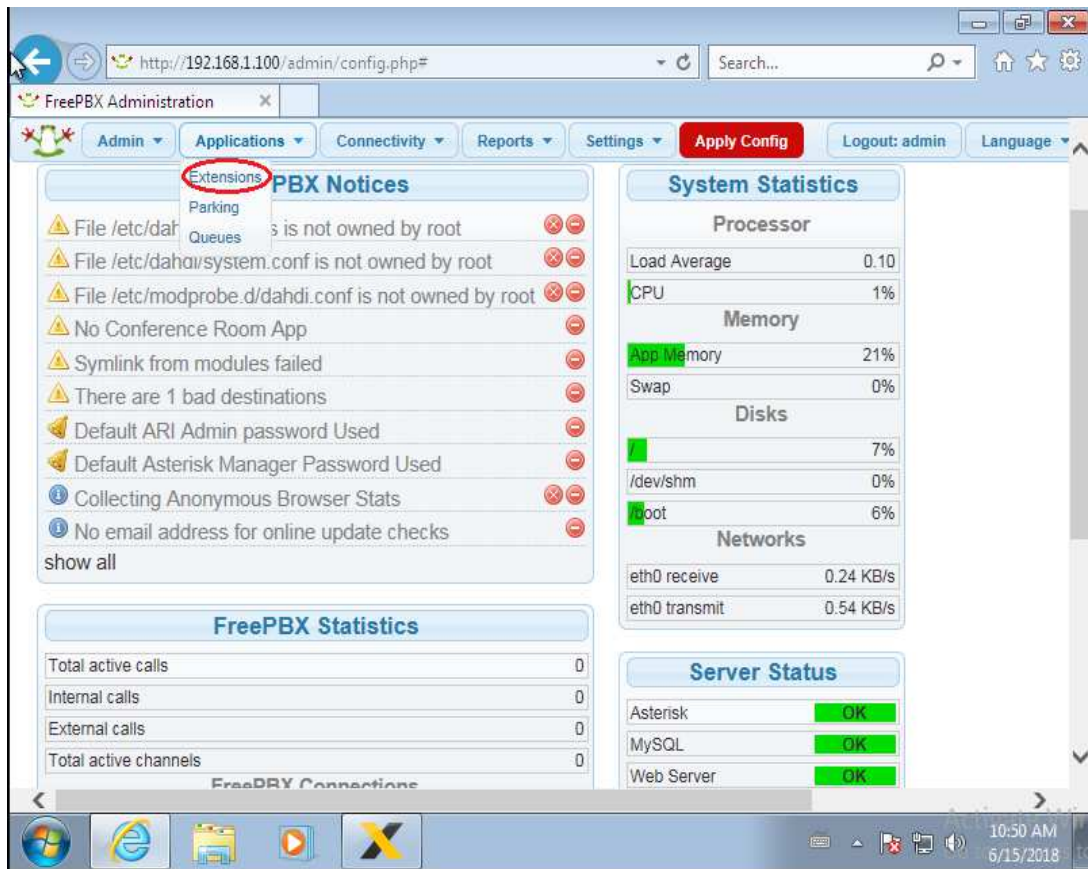 http://192.168.1.100/admin/config.php#
Search...
FreePBX Administration
Admin
Applications
Connectivity
Reports
Settings
Apply Config
Logout: admin
Language
Extensions
Parking
Queues
PBX Notices
File /etc/dah s is not owned by root
File /etc/dahdi/system.conf is not owned by root
File /etc/modprobe.d/dahdi.conf is not owned by root
No Conference Room App
Symlink from modules failed
There are 1 bad destinations
Default ARI Admin password Used
Default Asterisk Manager Password Used
Collecting Anonymous Browser Stats
No email address for online update checks
show all
FreePBX Statistics
Total active calls 0
Internal calls 0
External calls 0
Total active channels 0
FreePBX Connections
System Statistics
Processor
Load Average 0.10
CPU 1%
Memory
App Memory 21%
Swap 0%
Disks
/ 7%
/dev/shm 0%
/boot 6%
Networks
eth0 receive 0.24 KB/s
eth0 transmit 0.54 KB/s
Server Status
Asterisk OK
MySQL OK
Web Server OK
10:50 AM
6/15/2018